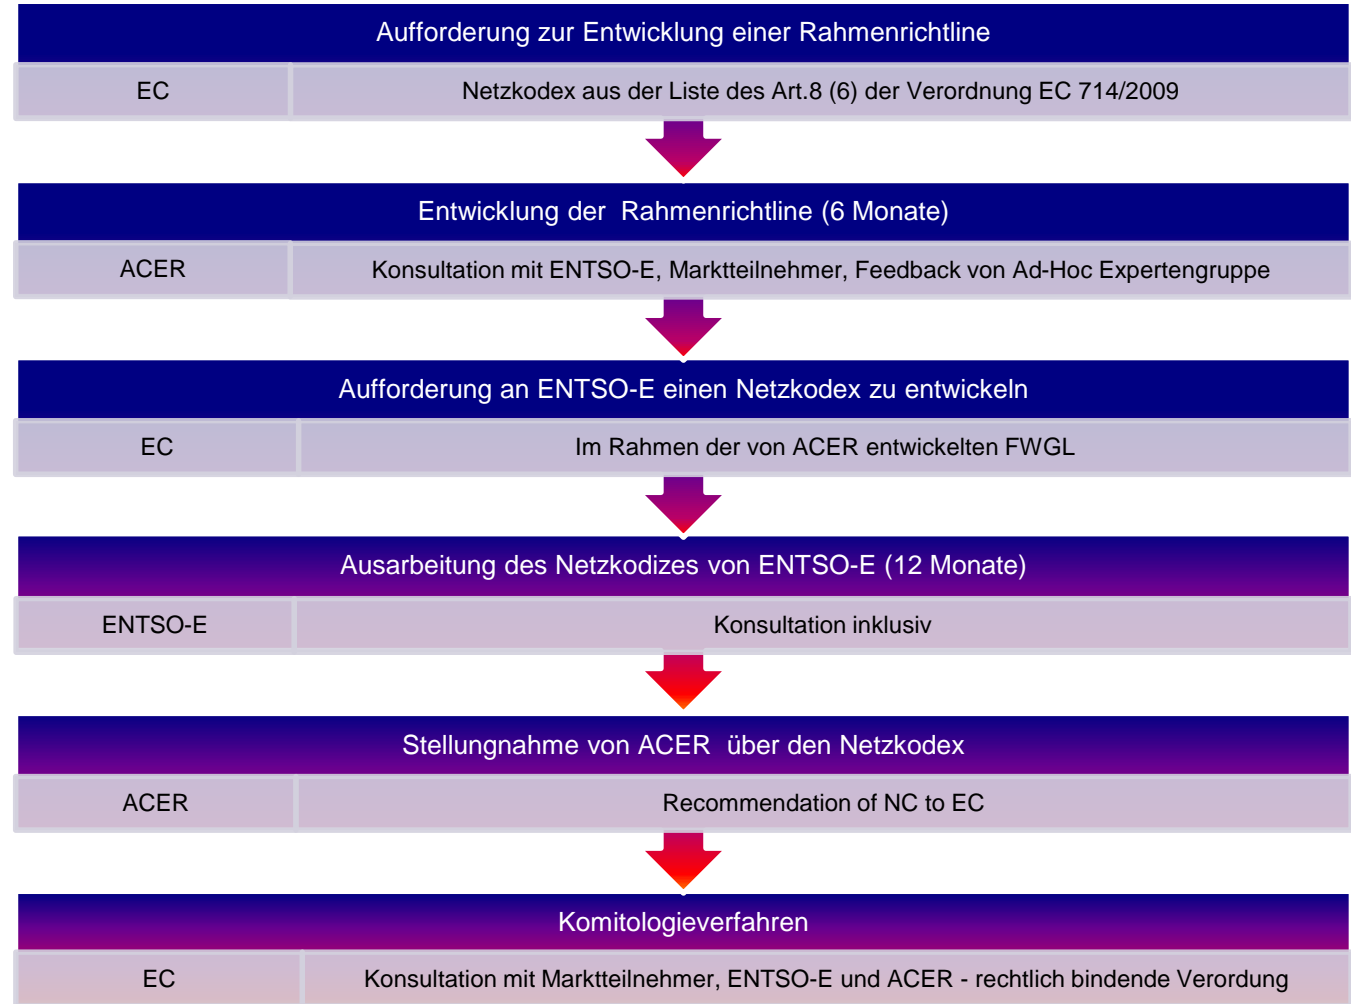 Aufforderung zur Entwicklung einer Rahmenrichtline
EC
Netzkodex aus der Liste des Art.8 (6) der Verordnung EC 714/2009
Entwicklung der Rahmenrichtline (6 Monate)
ACER
Konsultation mit ENTSO-E, Marktteilnehmer, Feedback von Ad-Hoc Expertengruppe
Aufforderung an ENTSO-E einen Netzkodex zu entwickeln
EC
Im Rahmen der von ACER entwickelten FWGL
Ausarbeitung des Netzkodizes von ENTSO-E (12 Monate)
ENTSO-E
Konsultation inklusiv
Stellungnahme von ACER über den Netzkodex
ACER
Recommendation of NC to EC
Komitologieverfahren
EC
Konsultation mit Marktteilnehmer, ENTSO-E und ACER - rechtlich bindende Verordung